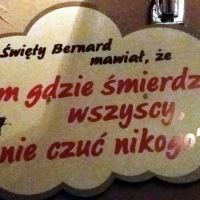 Święty Bernard
mawiał, że
m gdzie śmierdz
wszyscy,
nie czuć nikogo"